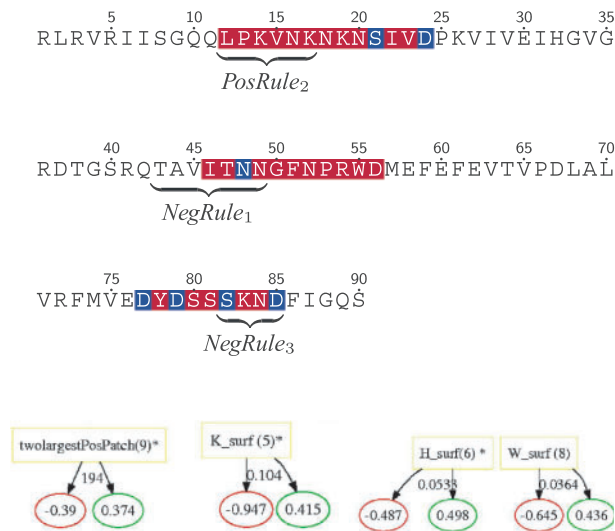 5 10 15 20 25 30 35
RLRVRIISGQQLPKVNKNKNSIVDPKVIVEIHGVG
PosRule2
40 45 50 55 60 65 70
RDTGSRQTAVITNNGFNPRWDMEFEFEVTVPDLAL
NegRule1
75 80 85 90
VRFMVEDYDSSSKNDFIGQS
NegRule3
twolargestPosPatch(9)* K_surf (5)* H_surf(6) * W_surf (8)
194 0.104 0.0533 0.0364
-0.39 0.374 -0.947 0.415 -0.487 0.498 -0.645 0.436